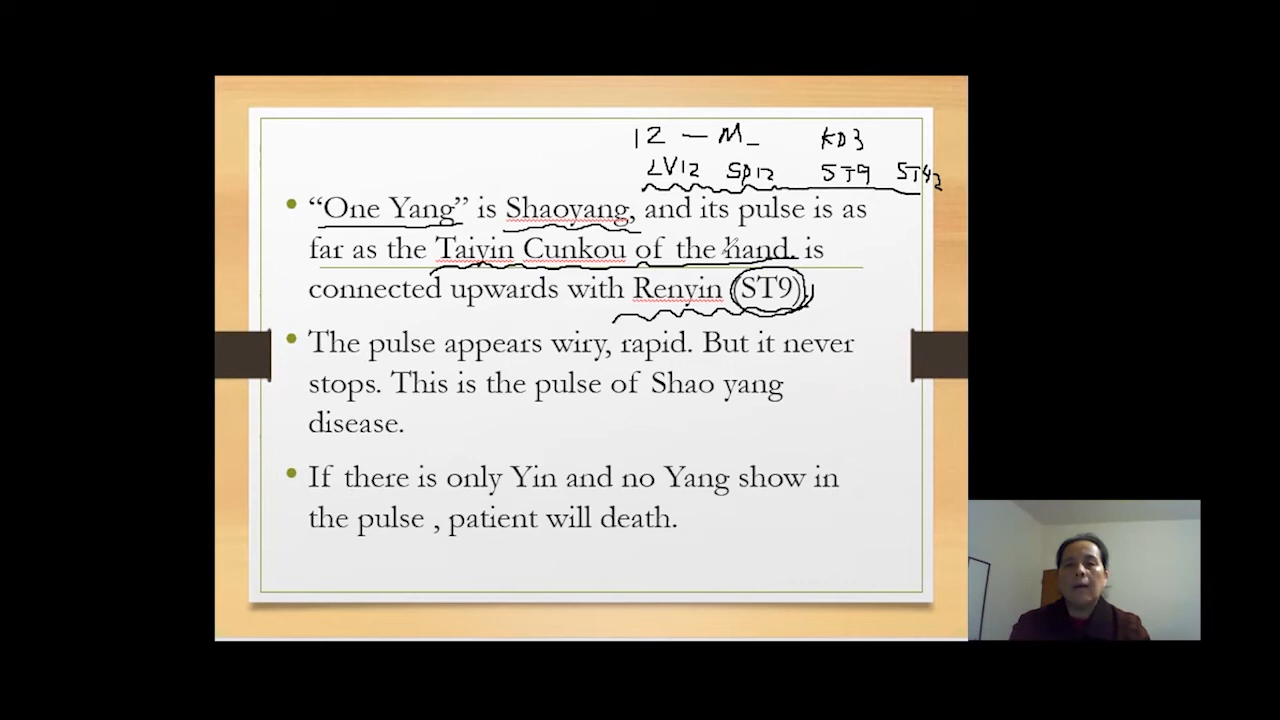 12 — M_ KD3
LV12 SP12 ST9 ST42
• “One Yang” is Shaoyang, and its pulse is as
far as the Taiyin Cunkou of the hand. is
connected upwards with Renyin (ST9),
• The pulse appears wiry, rapid. But it never
stops. This is the pulse of Shao yang
disease.
• If there is only Yin and no Yang show in
the pulse , patient will death.